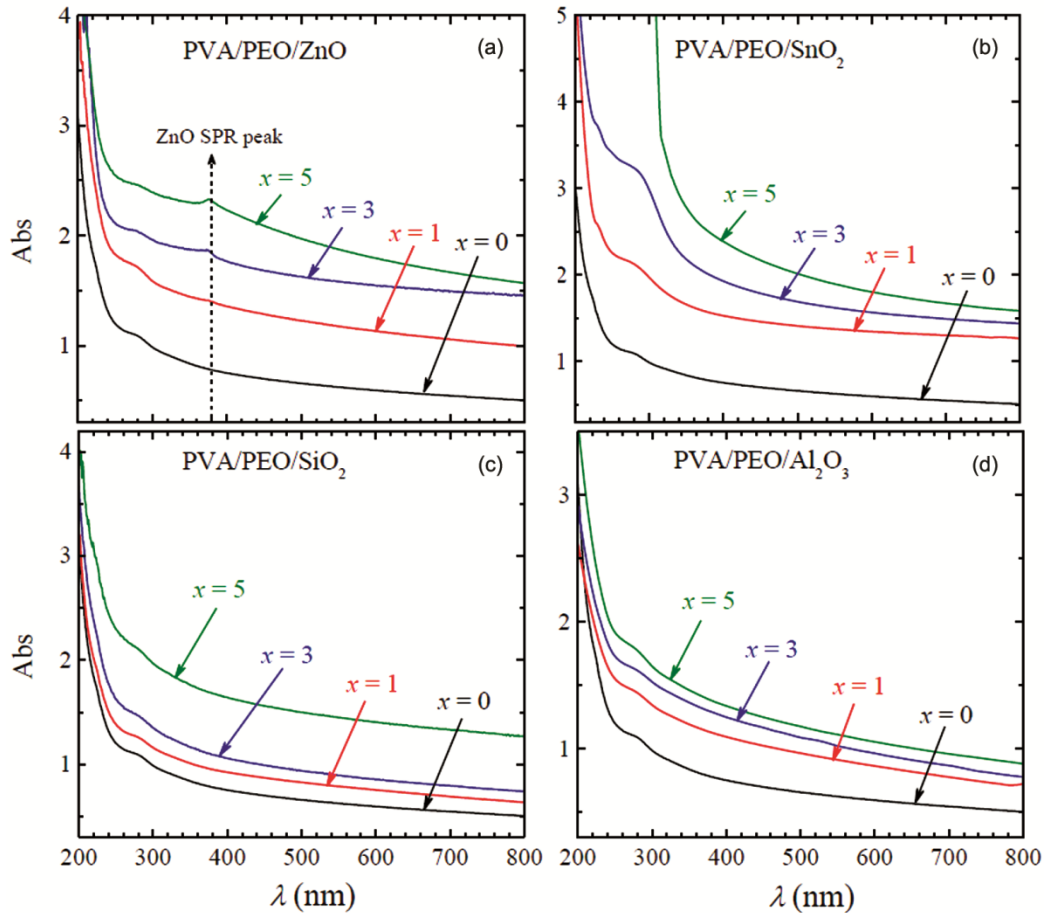 PVA/PEO/ZnO
(a)
ZnO SPR peak
x = 5
x = 3
x = 1
x = 0
4
3
2
1
Abs
PVA/PEO/SnO₂
(b)
x = 5
x = 3
x = 1
x = 0
5
4
3
2
1
PVA/PEO/SiO₂
(c)
x = 5
x = 3
x = 1
x = 0
4
3
2
1
Abs
200 300 400 500 600 700 800
λ (nm)
PVA/PEO/Al₂O₃
(d)
x = 5
x = 3
x = 1
x = 0
3
2
1
200 300 400 500 600 700 800
λ (nm)